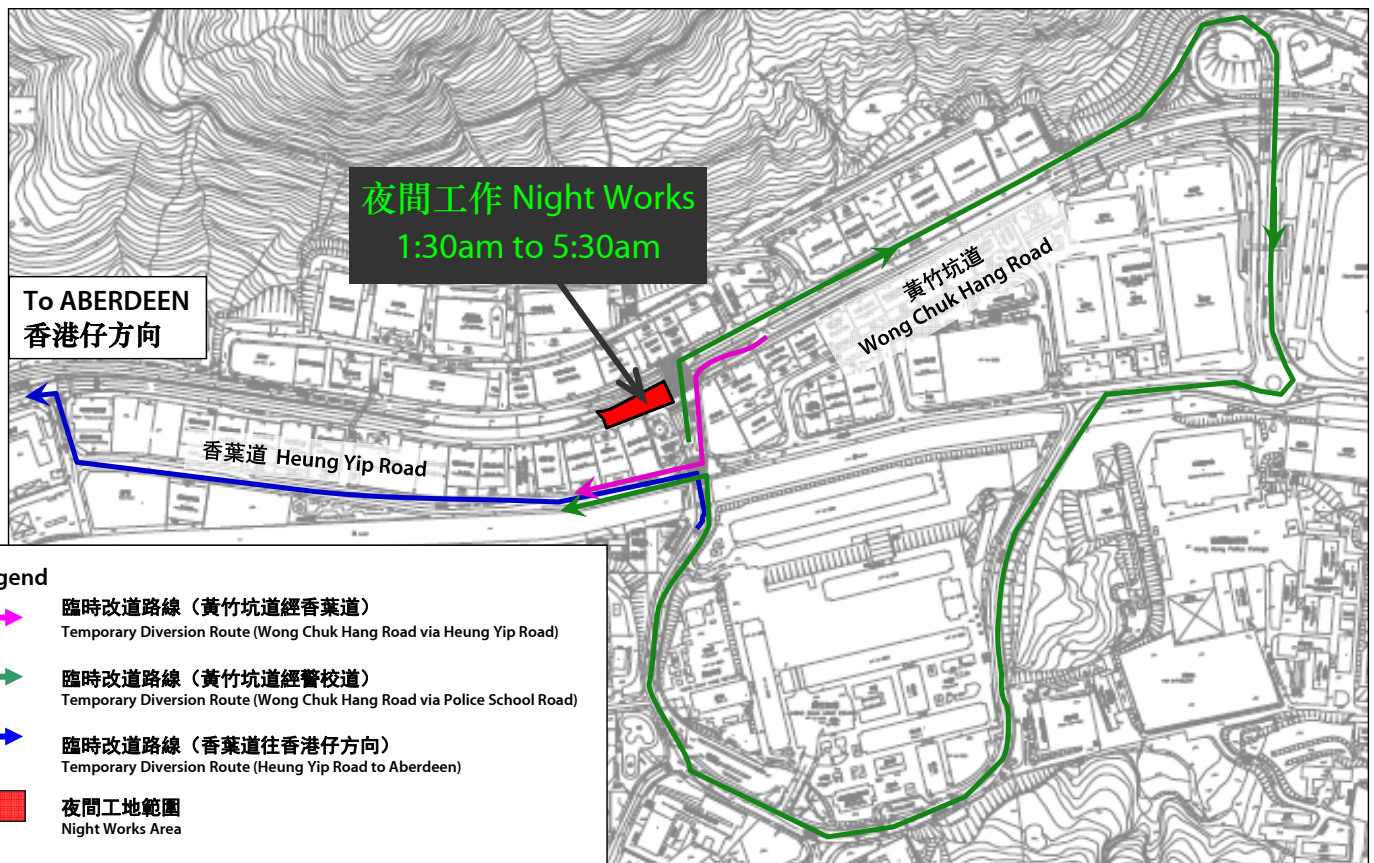 夜間工作 Night Works
1:30am to 5:30am
To ABERDEEN
香港仔方向
黃竹坑道
Wong Chuk Hang Road
香葉道 Heung Yip Road
gend
臨時改道路線（黃竹坑道經香葉道）
Temporary Diversion Route (Wong Chuk Hang Road via Heung Yip Road)
臨時改道路線（黃竹坑道經警校道）
Temporary Diversion Route (Wong Chuk Hang Road via Police School Road)
臨時改道路線（香葉道往香港仔方向）
Temporary Diversion Route (Heung Yip Road to Aberdeen)
夜間工地範圍
Night Works Area